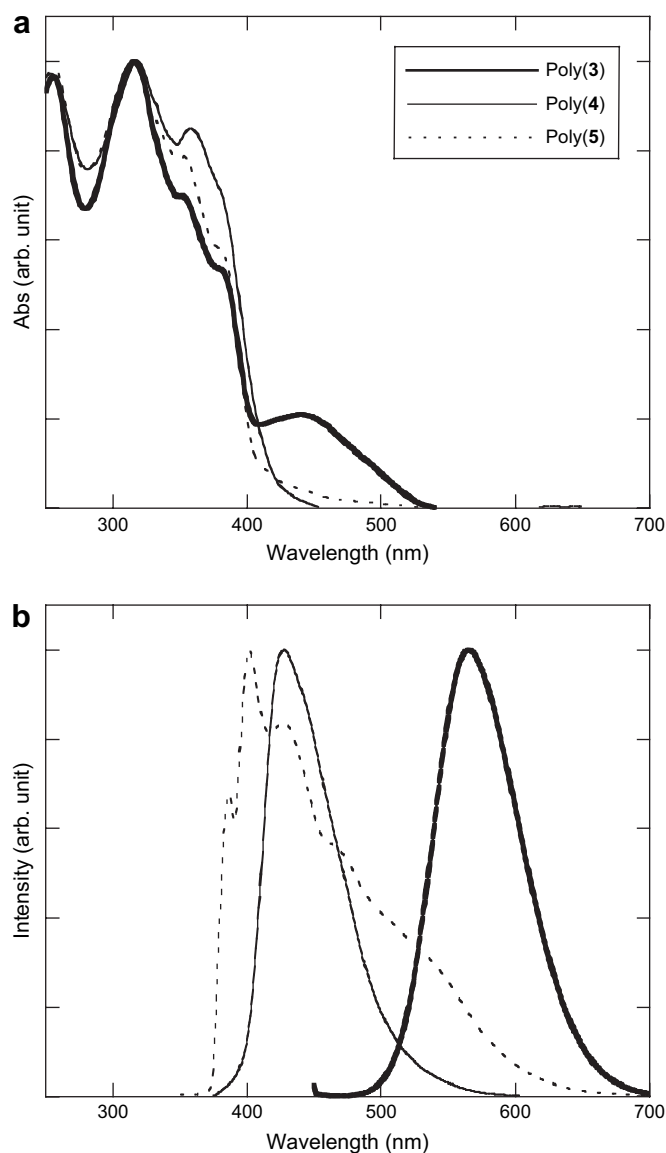 a
Poly(3)
Poly(4)
Poly(5)
Abs (arb. unit)
300 400 500 600 700
Wavelength (nm)
b
Intensity (arb. unit)
300 400 500 600 700
Wavelength (nm)